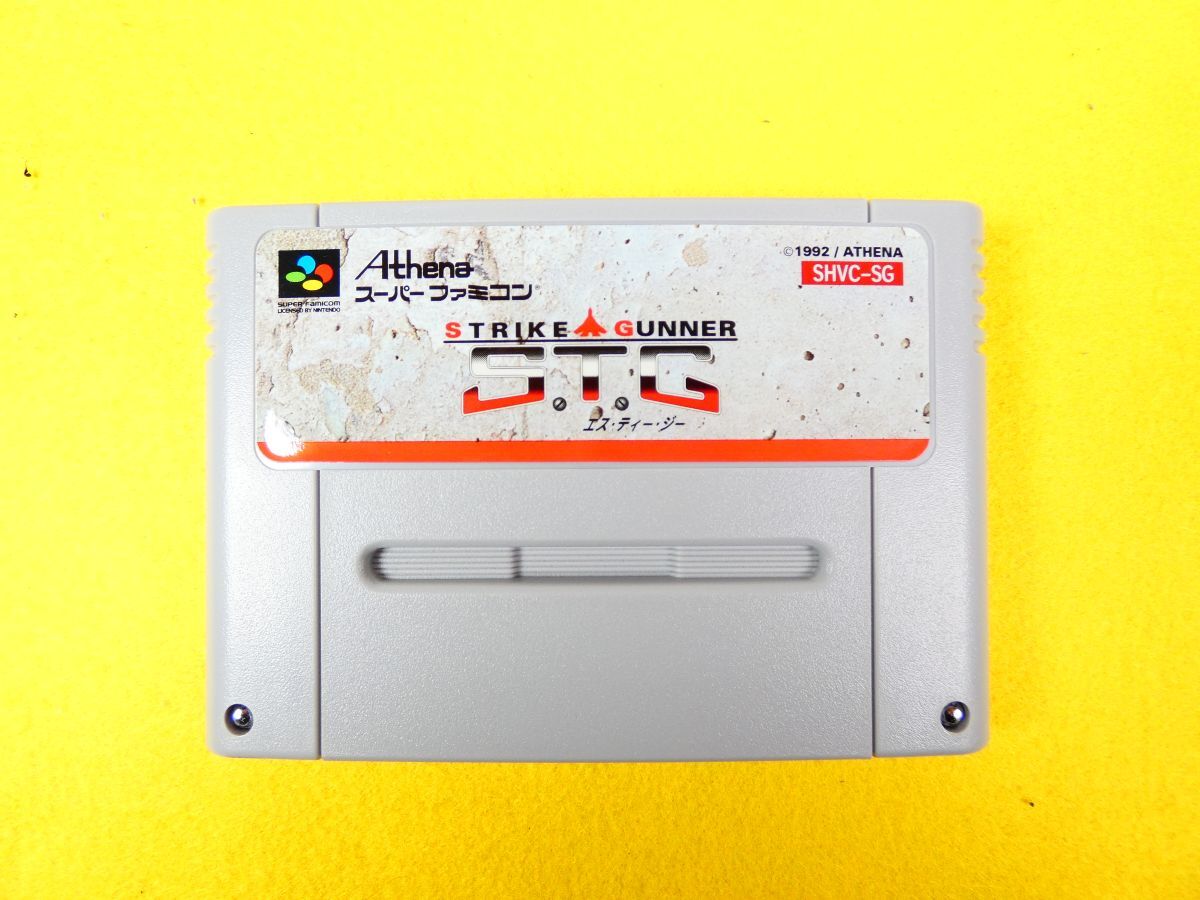 SUPER FAMICOM
LICENSED BY NINTENDO
Athena
スーパーファミコン®
©1992 / ATHENA
SHVC-SG
STRIKE GUNNER
S.T.G
エス・ティー・ジー